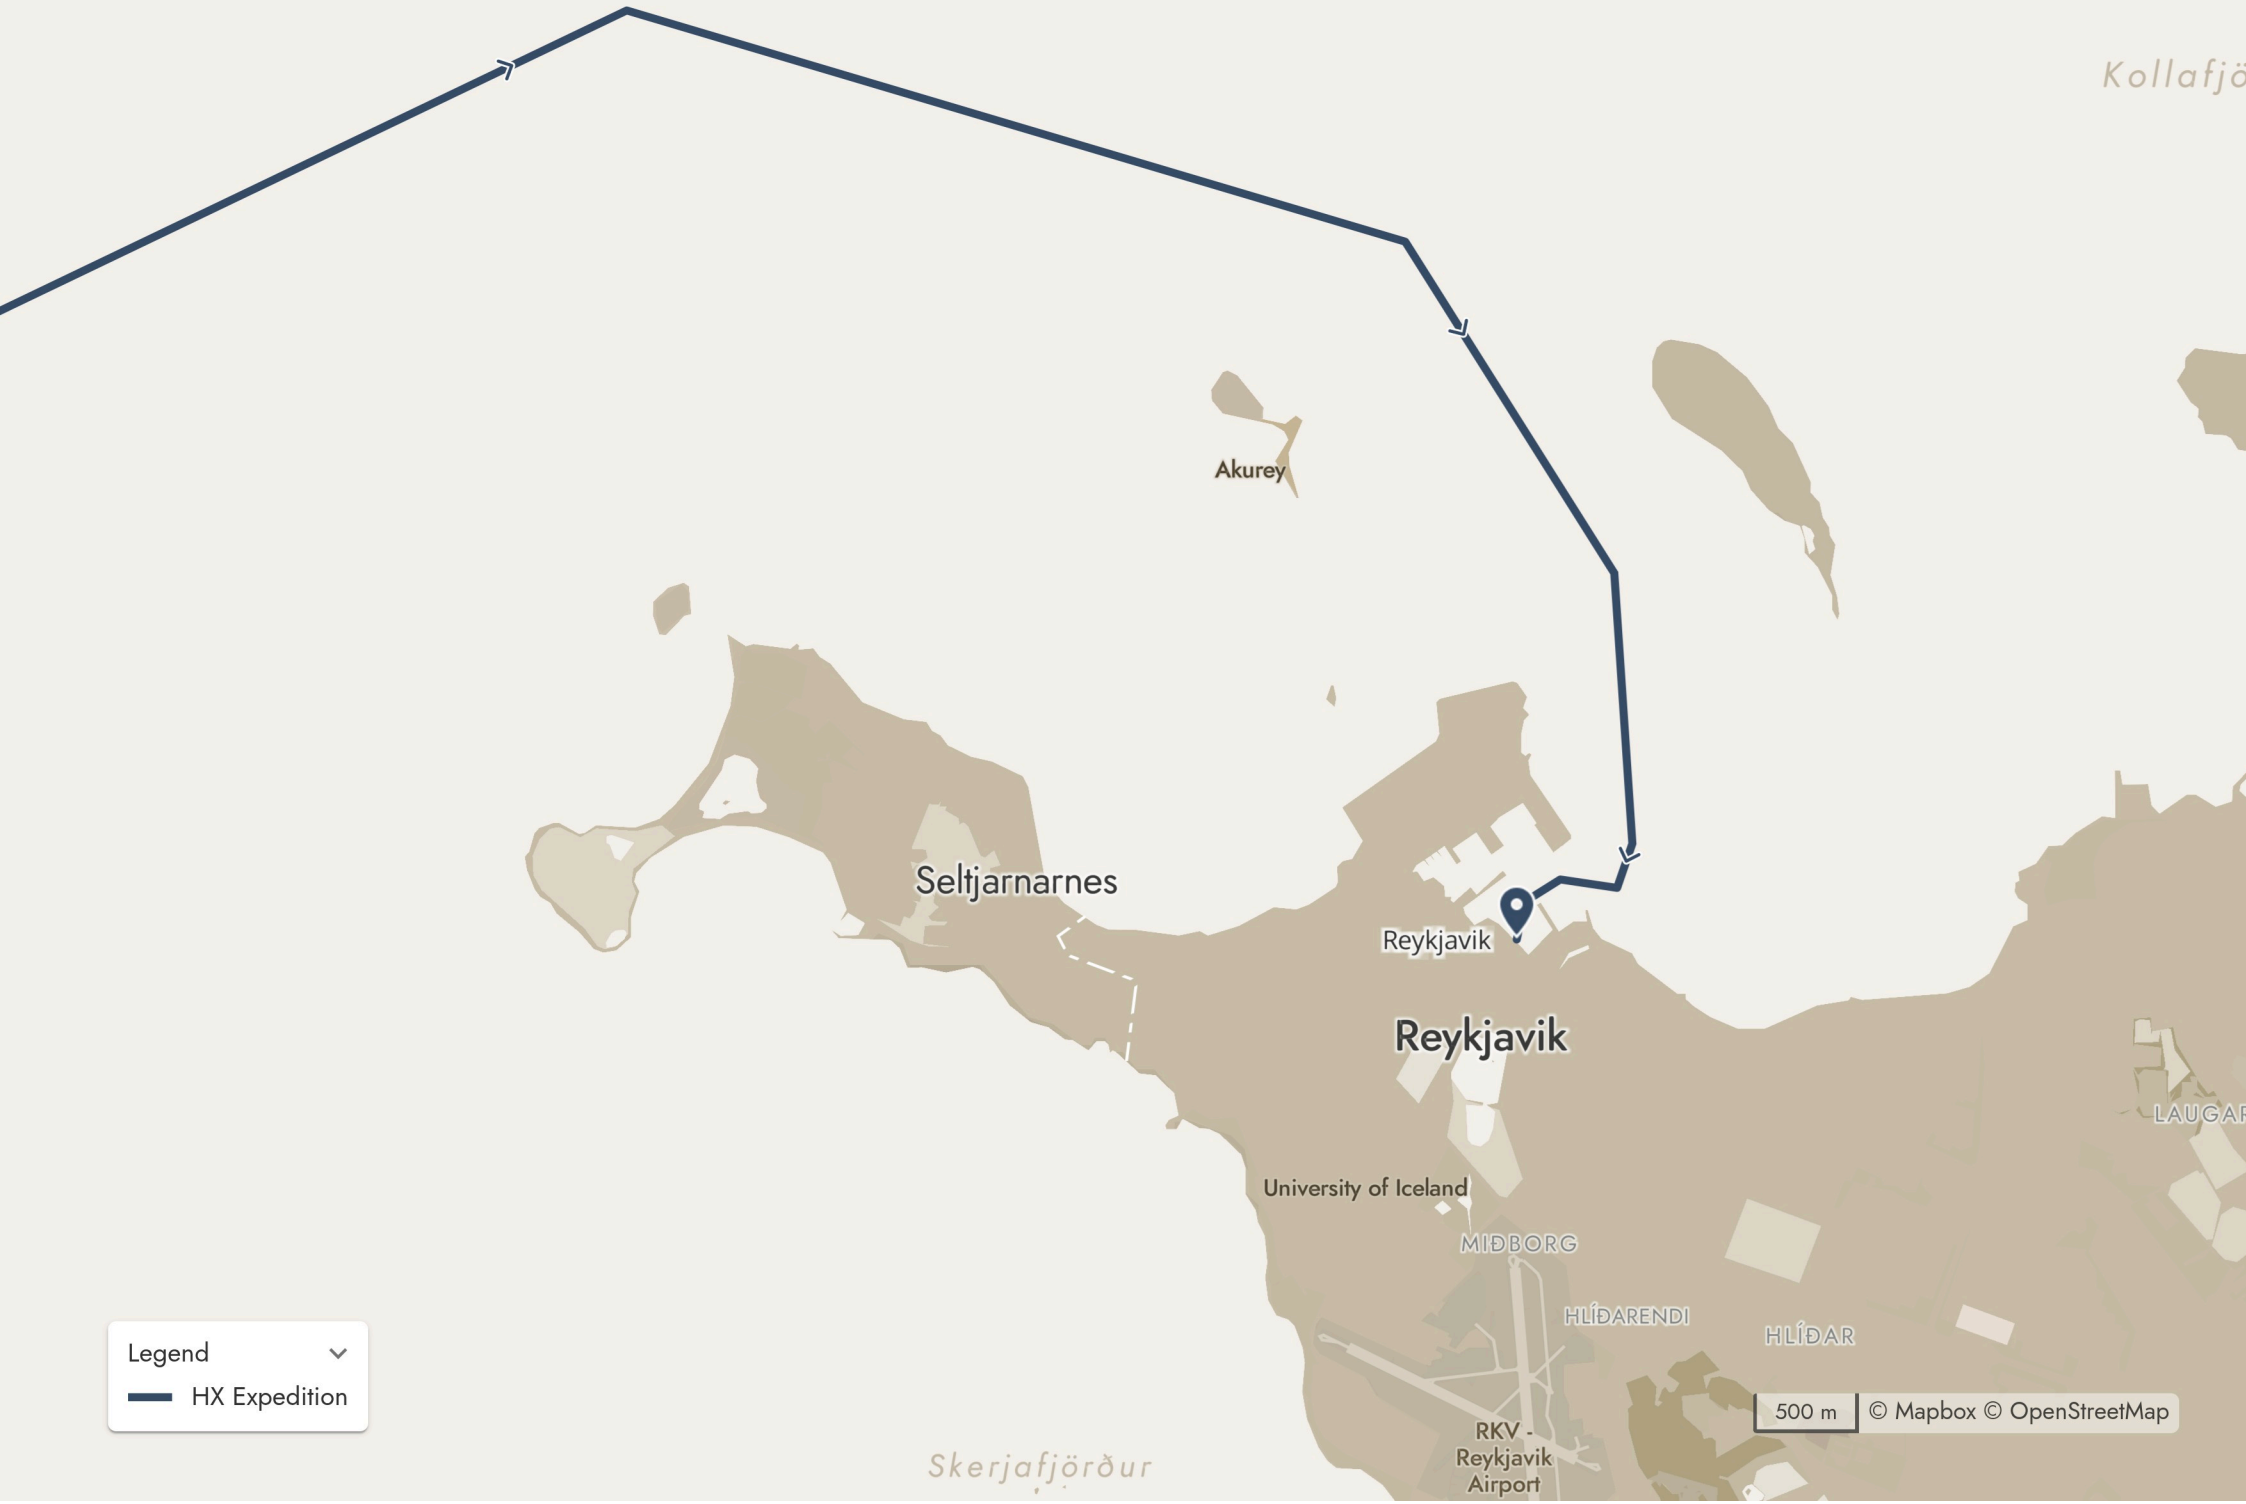 Kollafjö
Akurey
Seltjarnarnes
Reykjavik
Reykjavik
LAUGAR
University of Iceland
MIÐBORG
HLÍÐARENDI
HLÍÐAR
Legend
HX Expedition
500 m
© Mapbox © OpenStreetMap
RKV -
Reykjavik
Airport
Skerjafjörður